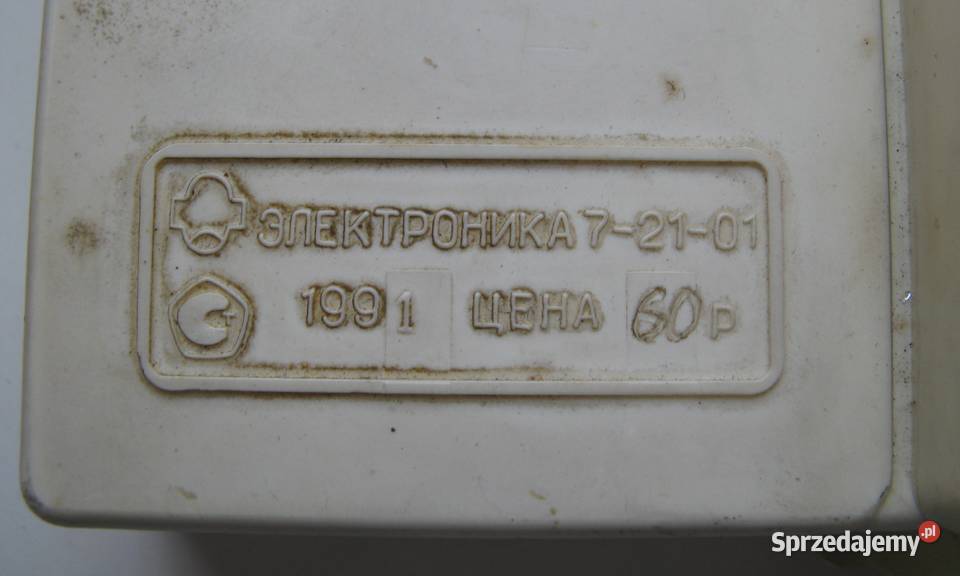 ЭЛЕКТРОНИКА 7-21-01
1991 ЦЕНА 60 р
Sprzedajemy.pl